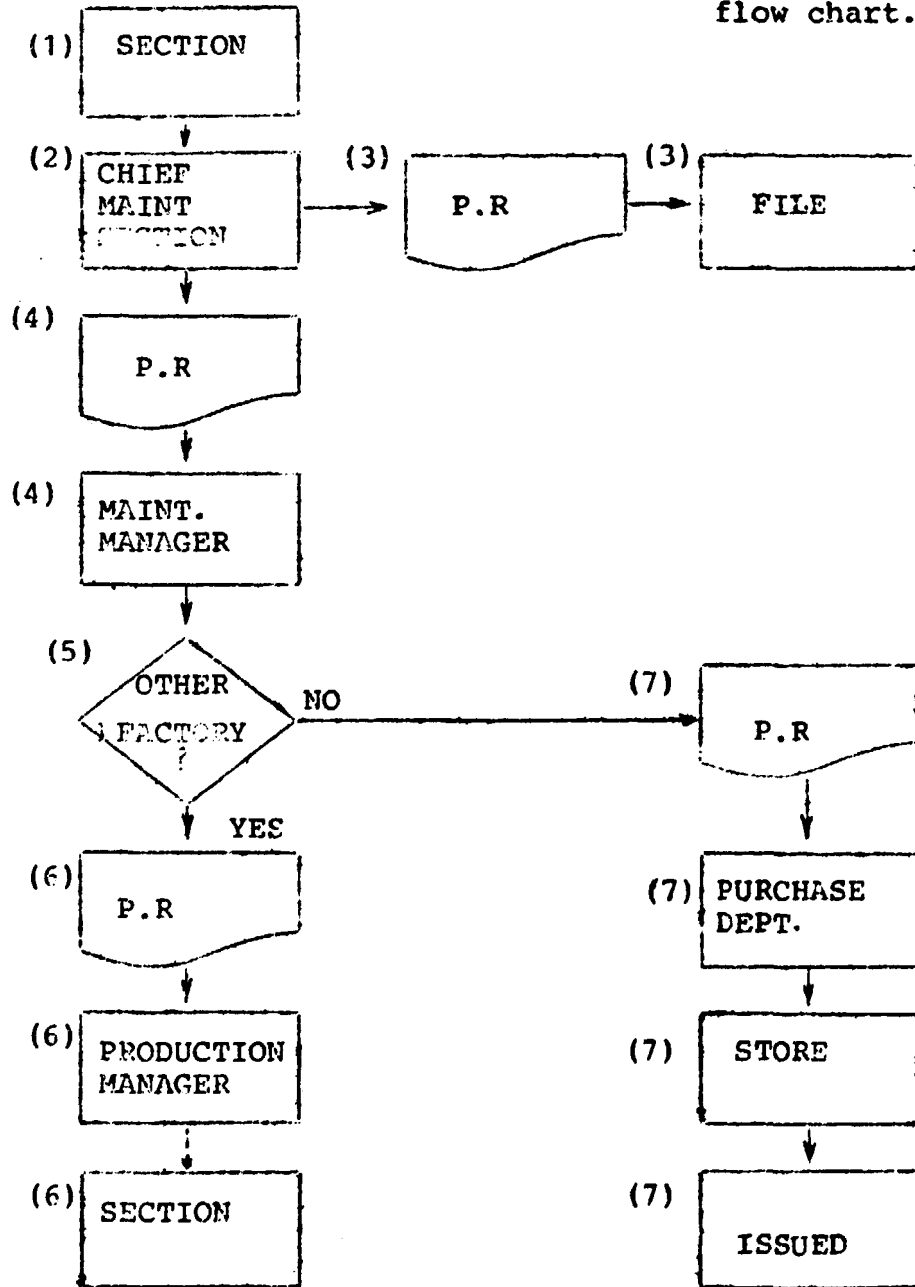 flow chart.
(1) SECTION
(2) CHIEF
MAINT
SECTION
(3) P.R
(3) FILE
(4) P.R
(4) MAINT.
MANAGER
(5) OTHER
FACTORY
?
NO
YES
(7) P.R
(6) P.R
(7) PURCHASE
DEPT.
(6) PRODUCTION
MANAGER
(7) STORE
(6) SECTION
(7) ISSUED